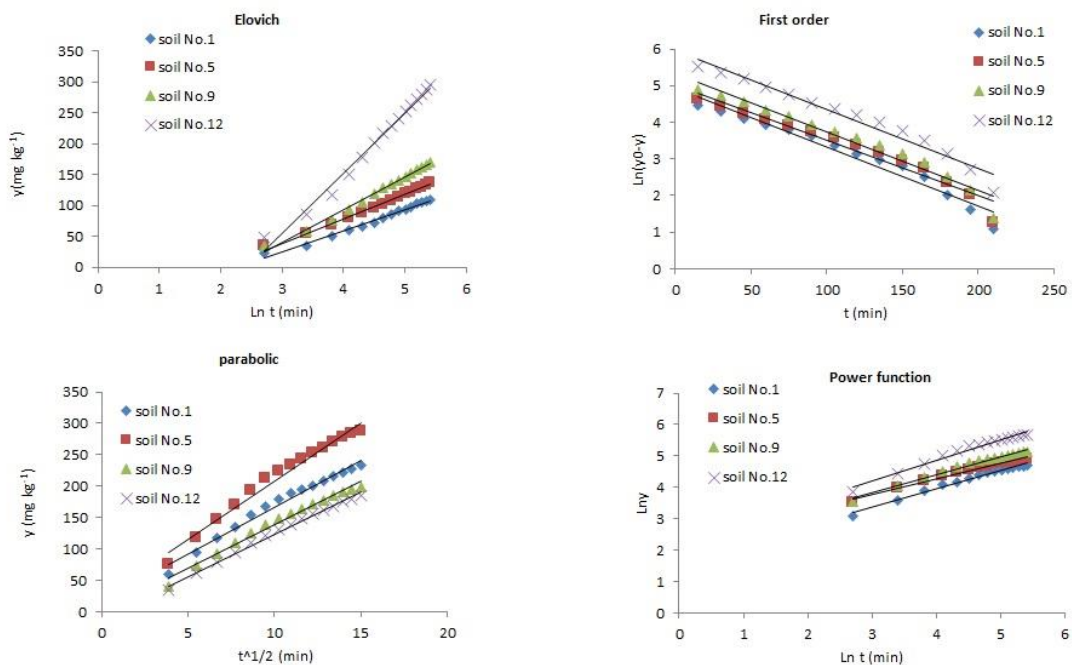 Elovich
soil No.1
soil No.5
soil No.9
soil No.12
350
300
250
200
150
100
50
0
y(mg kg-1)
0 1 2 3 4 5 6
Ln t (min)
First order
soil No.1
soil No.5
soil No.9
soil No.12
6
5
4
3
2
1
0
Ln(y0-y)
0 50 100 150 200 250
t (min)
parabolic
soil No.1
soil No.5
soil No.9
soil No.12
350
300
250
200
150
100
50
0
y (mg kg-1)
0 5 10 15 20
t^1/2 (min)
Power function
soil No.1
soil No.5
soil No.9
soil No.12
7
6
5
4
3
2
1
0
Lny
0 1 2 3 4 5 6
Ln t (min)